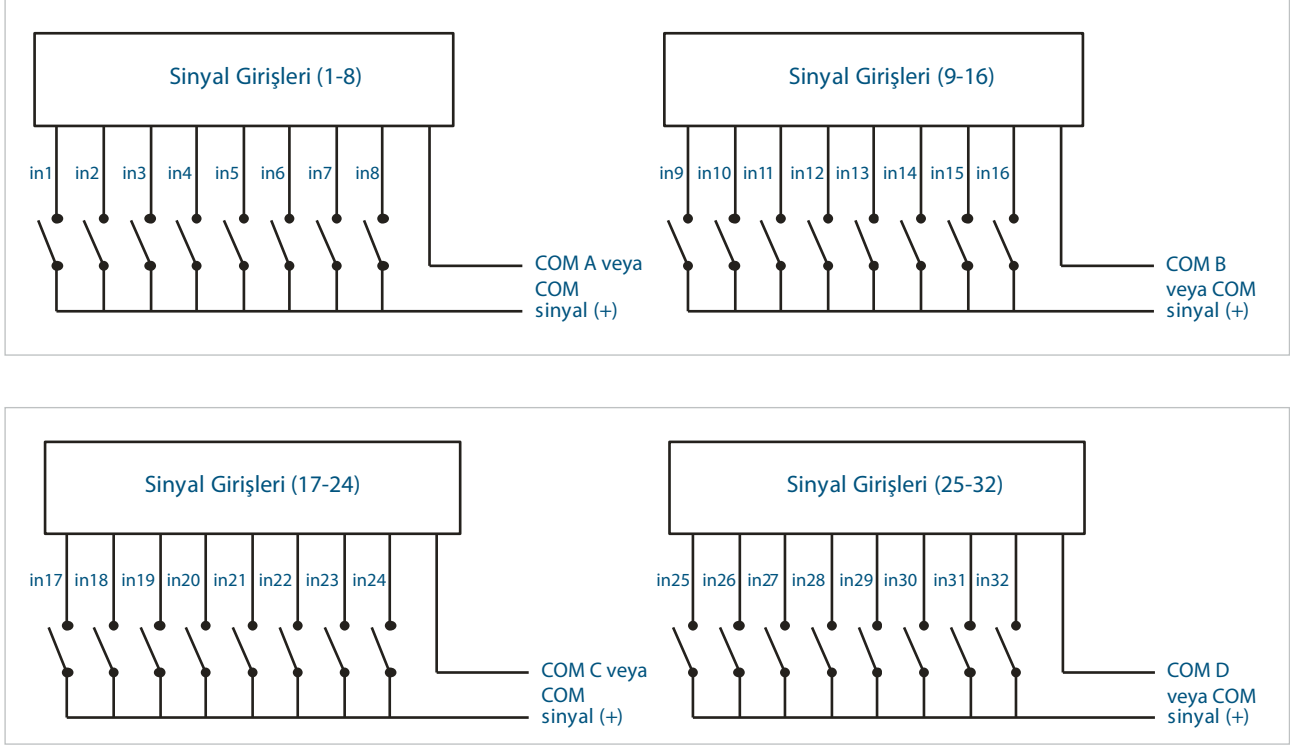 Sinyal Girişleri (1-8)
in1 in2 in3 in4 in5 in6 in7 in8
COM A veya
COM
sinyal (+)
Sinyal Girişleri (9-16)
in9 in10 in11 in12 in13 in14 in15 in16
COM B
veya COM
sinyal (+)
Sinyal Girişleri (17-24)
in17 in18 in19 in20 in21 in22 in23 in24
COM C veya
COM
sinyal (+)
Sinyal Girişleri (25-32)
in25 in26 in27 in28 in29 in30 in31 in32
COM D
veya COM
sinyal (+)